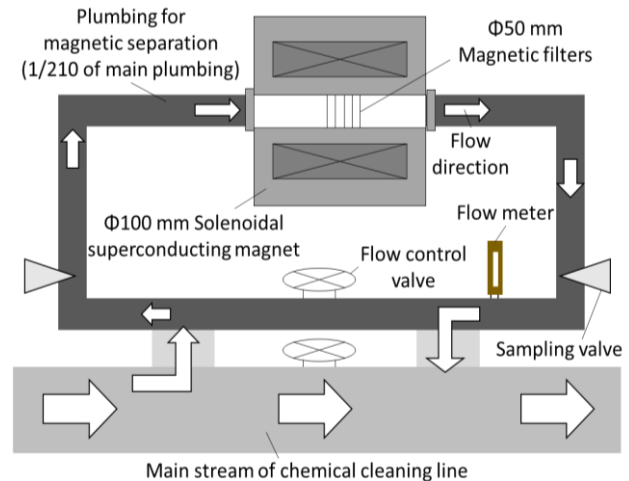 Plumbing for
magnetic separation
(1/210 of main plumbing)
Φ50 mm
Magnetic filters
Flow
direction
Φ100 mm Solenoidal
superconducting magnet
Flow meter
Flow control
valve
Sampling valve
Main stream of chemical cleaning line